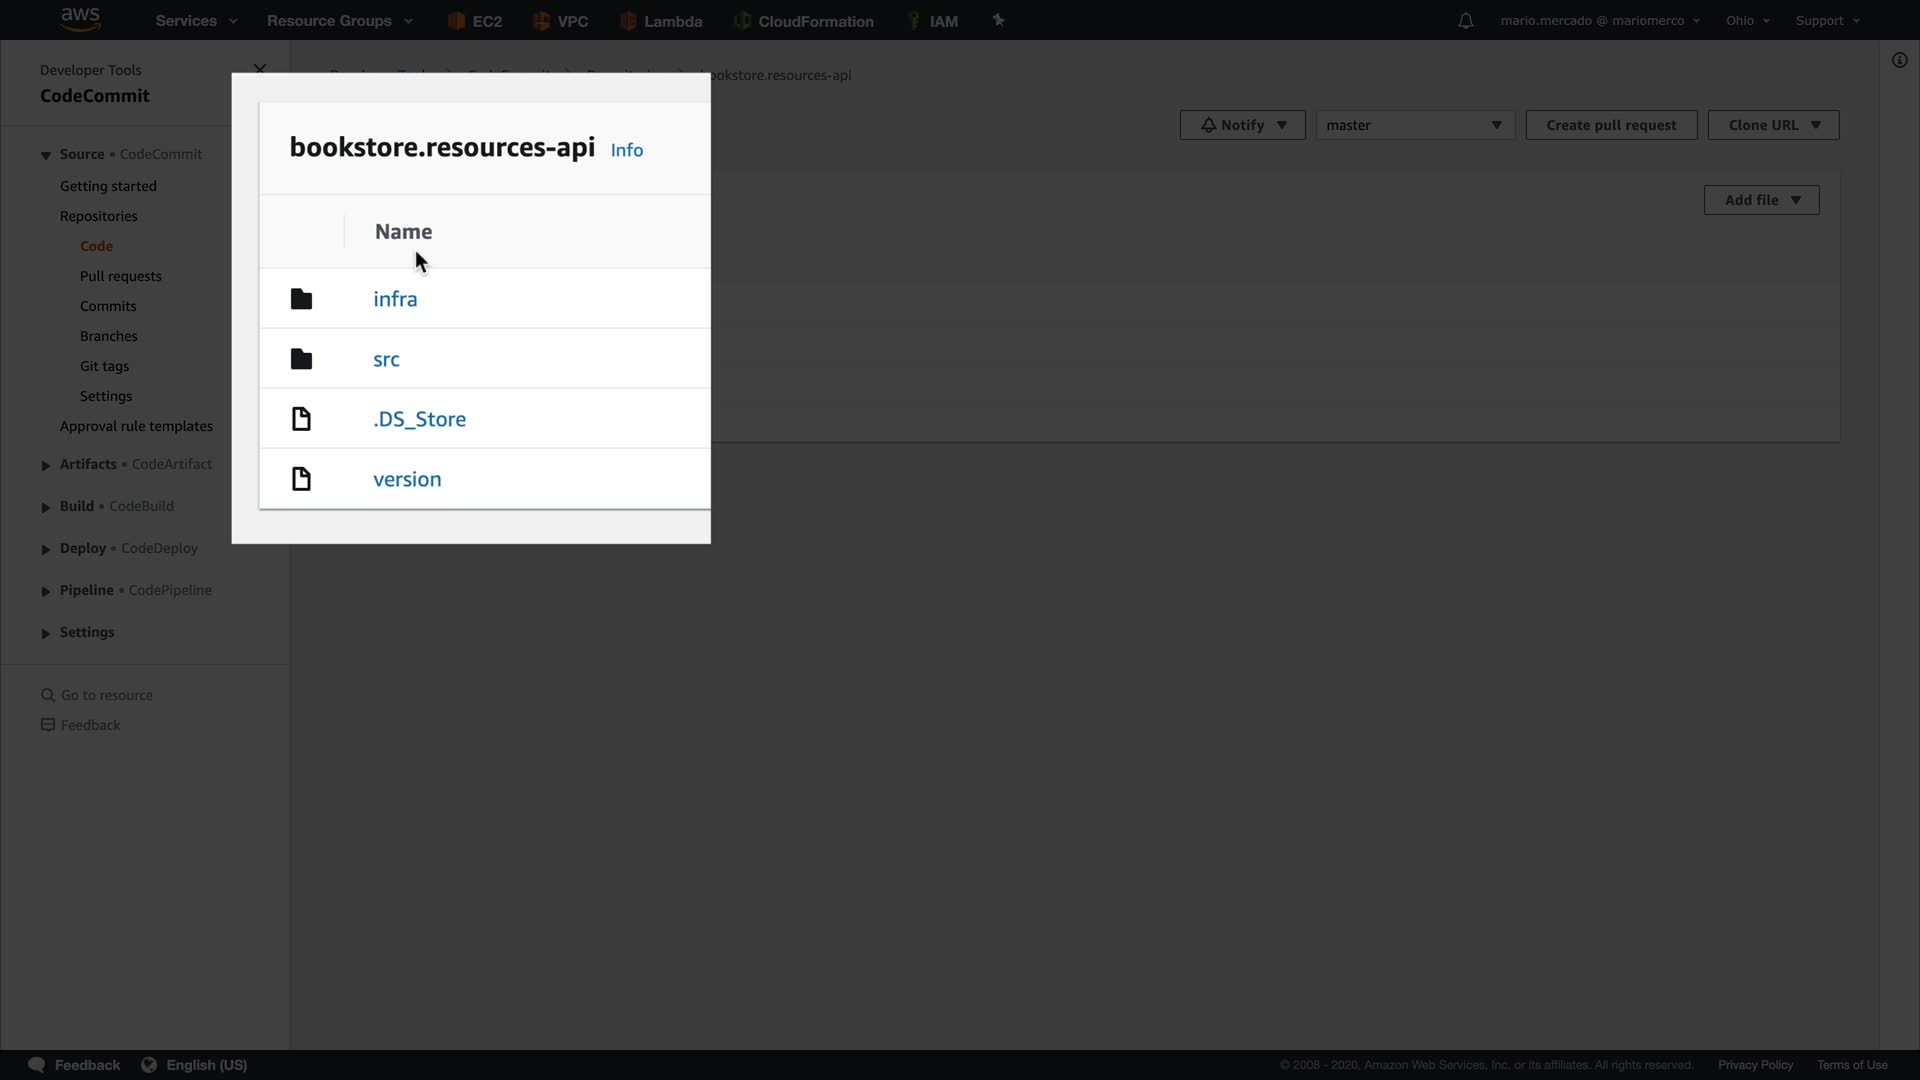 aws
Services
Resource Groups
EC2
VPC
Lambda
CloudFormation
IAM
mario.mercado @ mariomerco
Ohio
Support
Developer Tools
CodeCommit
Source • CodeCommit
Getting started
Repositories
Code
Pull requests
Commits
Branches
Git tags
Settings
Approval rule templates
Artifacts • CodeArtifact
Build • CodeBuild
Deploy • CodeDeploy
Pipeline • CodePipeline
Settings
Go to resource
Feedback
ookstore.resources-api
Notify
master
Create pull request
Clone URL
Add file
bookstore.resources-api Info
Name
infra
src
.DS_Store
version
Feedback
English (US)
© 2008 - 2020, Amazon Web Services, Inc. or its affiliates. All rights reserved.
Privacy Policy
Terms of Use